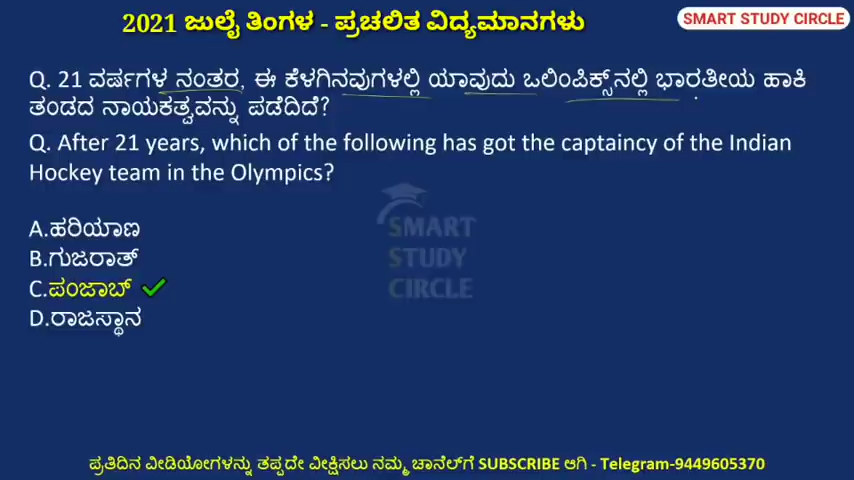 2021 ಜುಲೈ ತಿಂಗಳ - ಪ್ರಚಲಿತ ವಿದ್ಯಮಾನಗಳು
SMART STUDY CIRCLE
Q. 21 ವರ್ಷಗಳ ನಂತರ, ಈ ಕೆಳಗಿನವುಗಳಲ್ಲಿ ಯಾವುದು ಒಲಿಂಪಿಕ್ಸ್‌ನಲ್ಲಿ ಭಾರತೀಯ ಹಾಕಿ
ತಂಡದ ನಾಯಕತ್ವವನ್ನು ಪಡೆದಿದೆ?
Q. After 21 years, which of the following has got the captaincy of the Indian
Hockey team in the Olympics?
A.ಹರಿಯಾಣ
B.ಗುಜರಾತ್
C.ಪಂಜಾಬ್
D.ರಾಜಸ್ಥಾನ
SMART
STUDY
CIRCLE
ಪ್ರತಿದಿನ ವೀಡಿಯೋಗಳನ್ನು ತಪ್ಪದೇ ವೀಕ್ಷಿಸಲು ನಮ್ಮ ಚಾನೆಲ್‌ಗೆ SUBSCRIBE ಆಗಿ - Telegram-9449605370